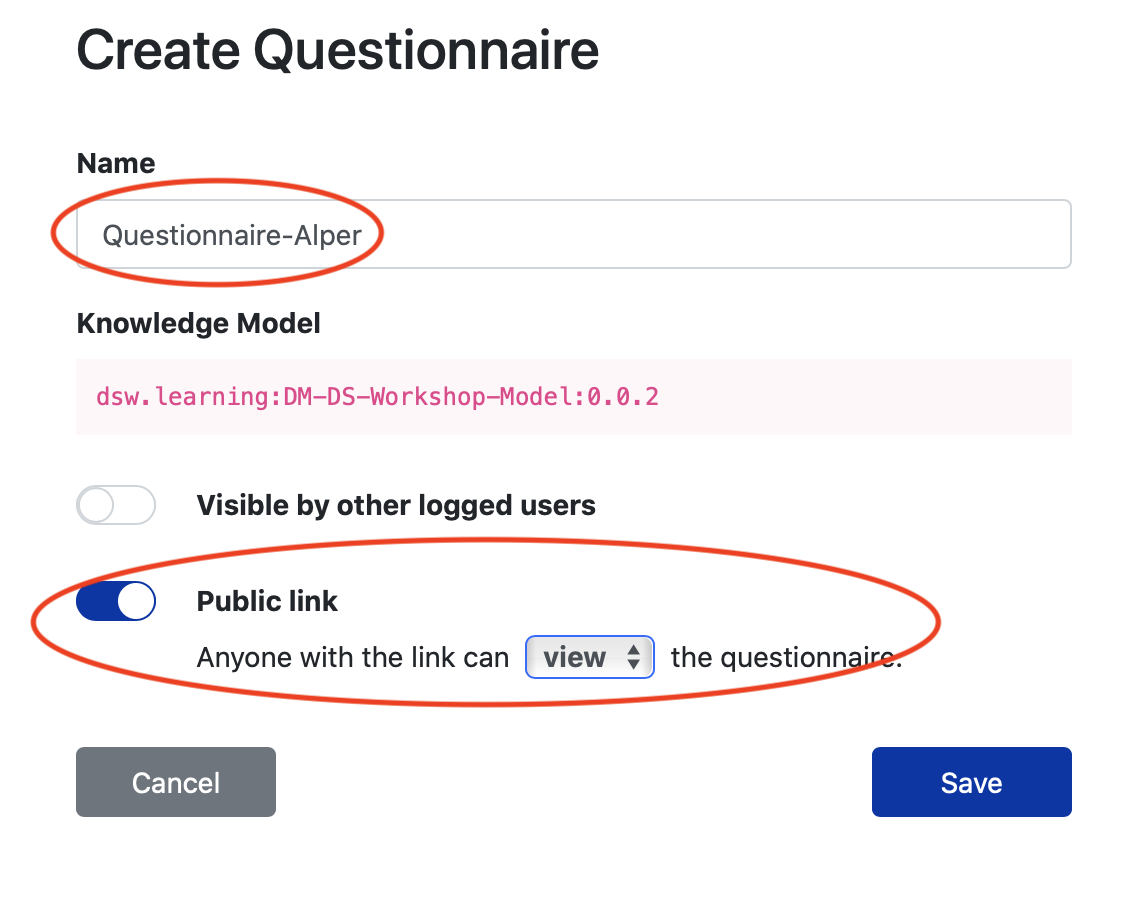 Create Questionnaire
Name
Questionnaire-Alper
Knowledge Model
dsw.learning:DM-DS-Workshop-Model:0.0.2
Visible by other logged users
Public link
Anyone with the link can view the questionnaire.
Cancel Save